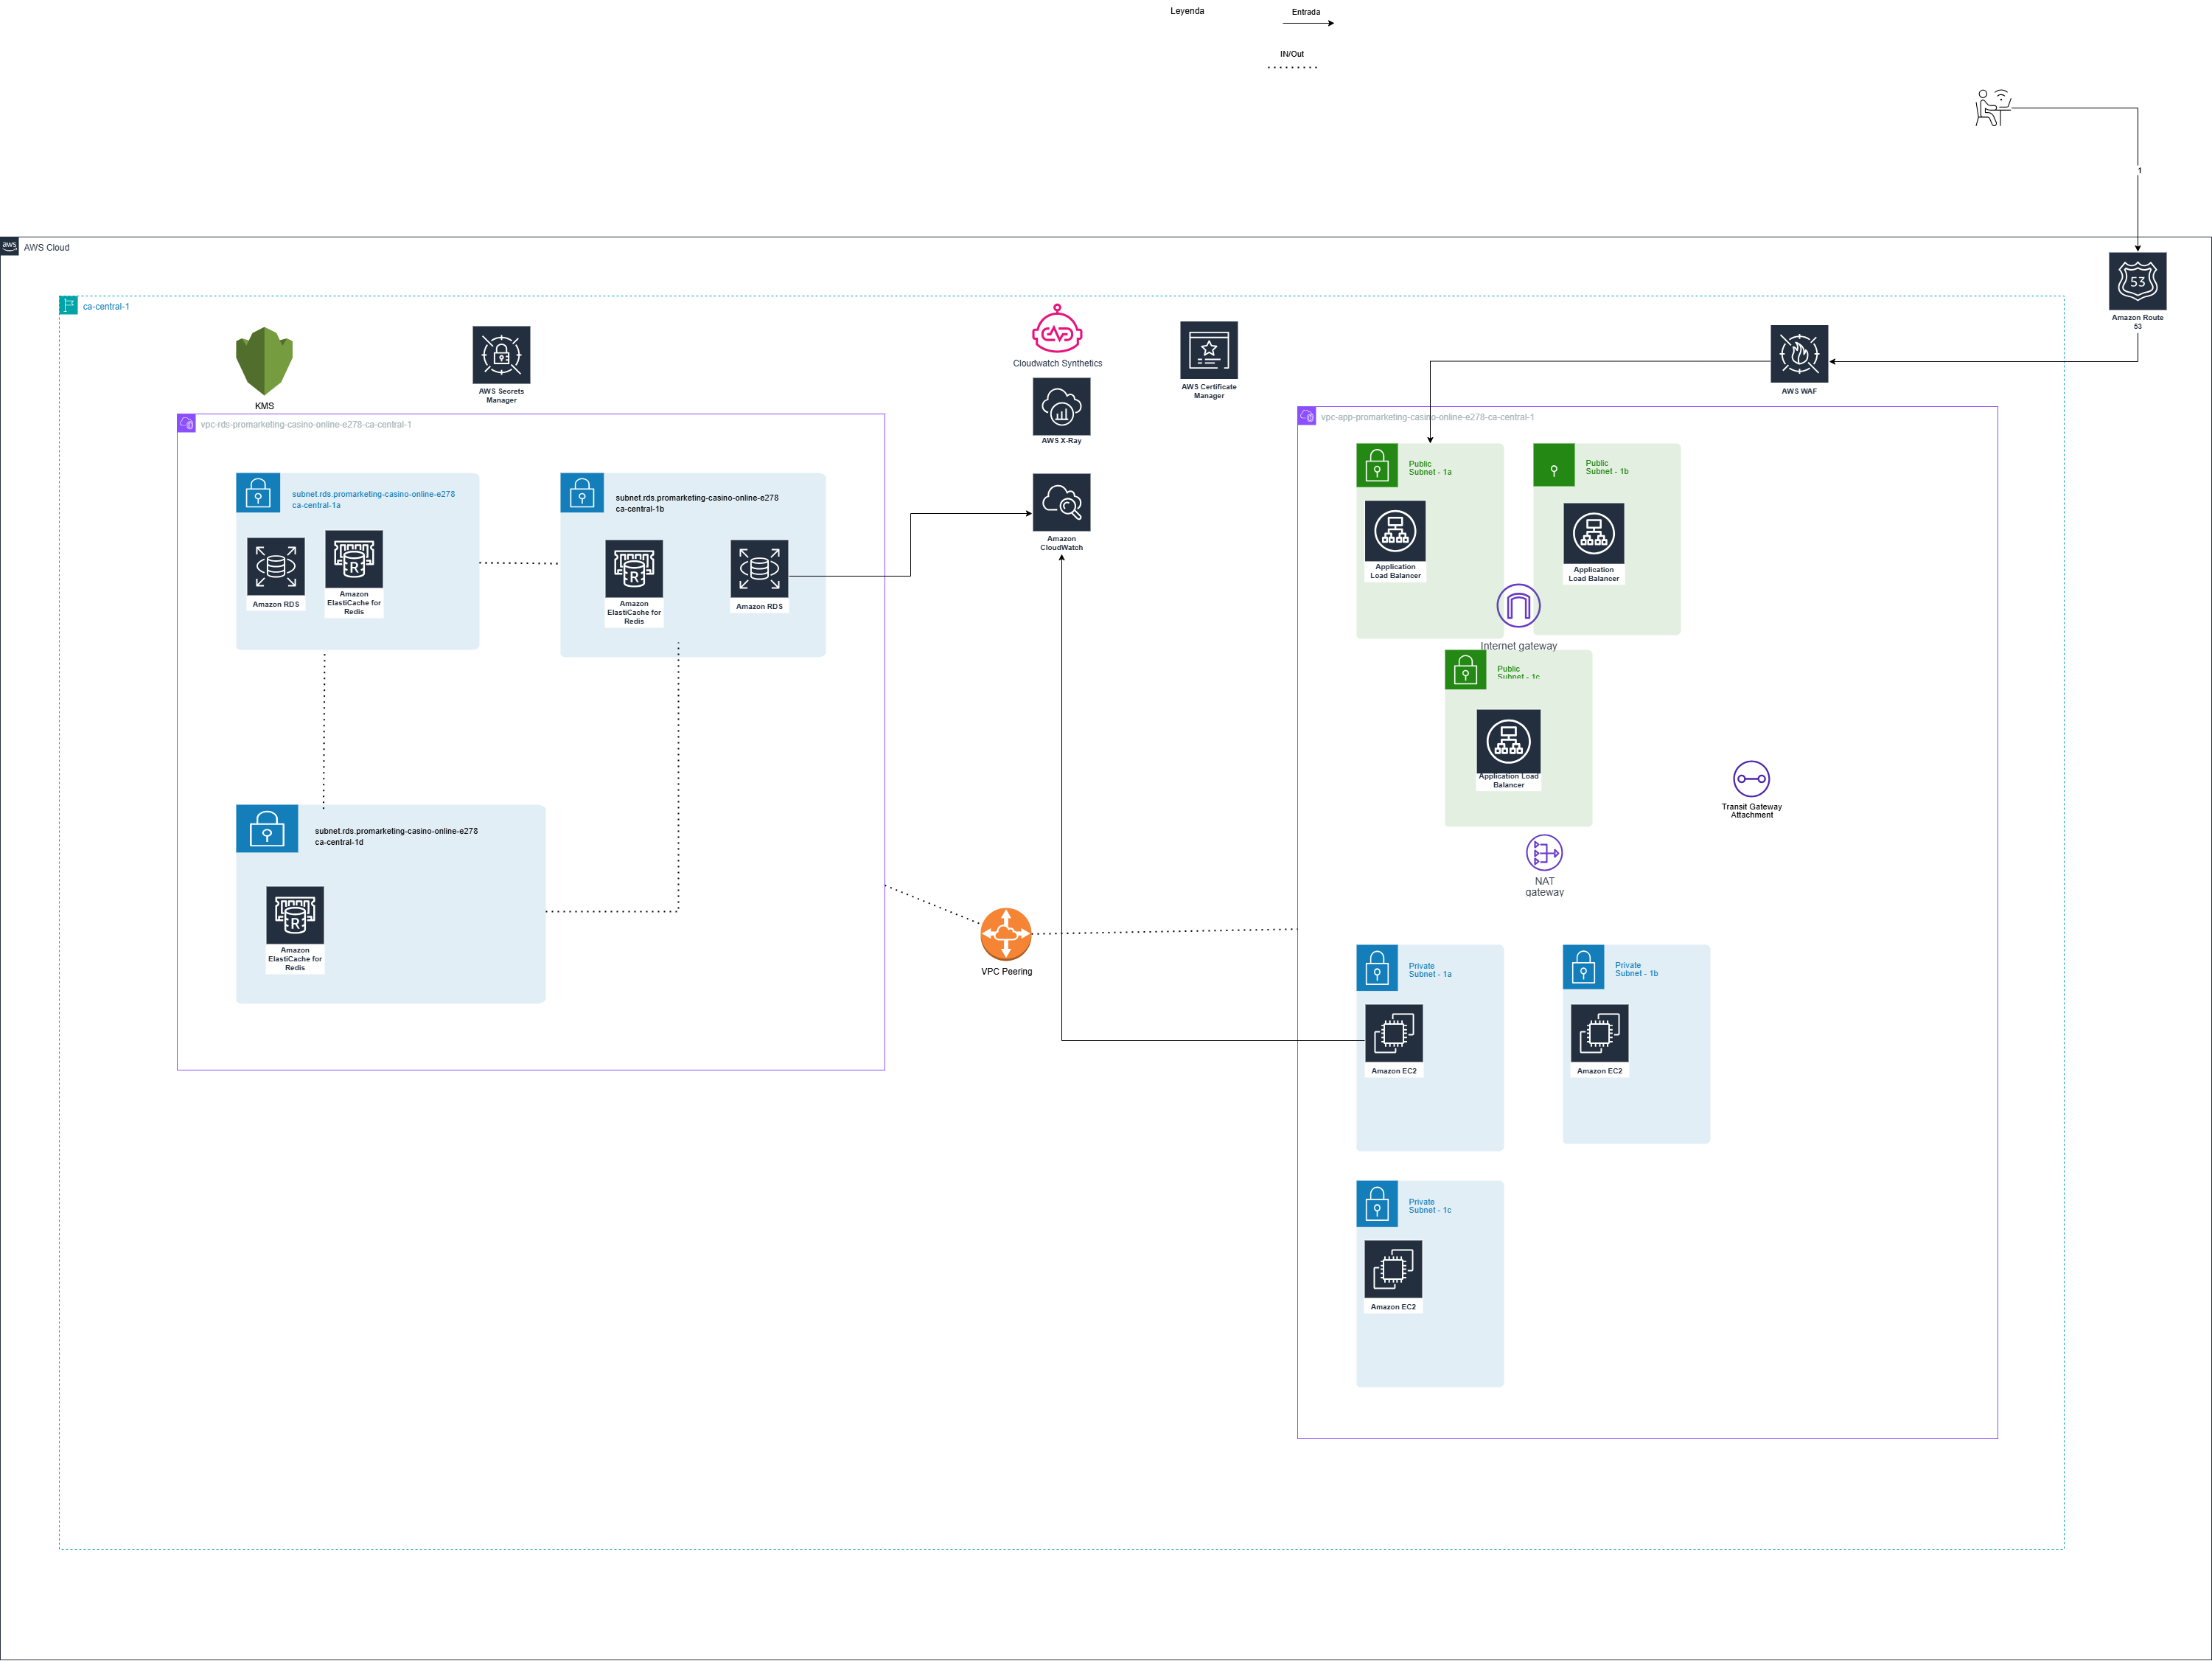 Leyenda
Entrada
IN/Out
1
aws
AWS Cloud
53
Amazon Route
53
ca-central-1
KMS
AWS Secrets
Manager
Cloudwatch Synthetics
AWS X-Ray
AWS Certificate
Manager
AWS WAF
vpc-rds-promarketing-casino-online-e278-ca-central-1
vpc-app-promarketing-casino-online-e278-ca-central-1
subnet.rds.promarketing-casino-online-e278
ca-central-1a
Amazon RDS
R
Amazon
ElastiCache for
Redis
subnet.rds.promarketing-casino-online-e278
ca-central-1b
R
Amazon
ElastiCache for
Redis
Amazon RDS
Amazon
CloudWatch
Public
Subnet - 1a
Application
Load Balancer
Public
Subnet - 1b
Application
Load Balancer
Internet gateway
Public
Subnet - 1c
Application Load
Balancer
Transit Gateway
Attachment
NAT
gateway
subnet.rds.promarketing-casino-online-e278
ca-central-1d
R
Amazon
ElastiCache for
Redis
VPC Peering
Private
Subnet - 1a
Amazon EC2
Private
Subnet - 1b
Amazon EC2
Private
Subnet - 1c
Amazon EC2